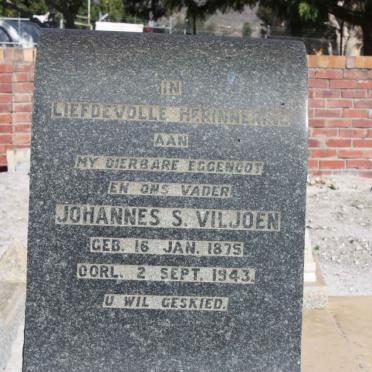 IN
LIEFDEVOLLE HERINNERING
AAN
MY DIERBARE EGGENOOT
EN ONS VADER
JOHANNES S. VILJOEN
GEB. 16 JAN. 1875
OORL. 2 SEPT. 1943.
U WIL GESKIED.